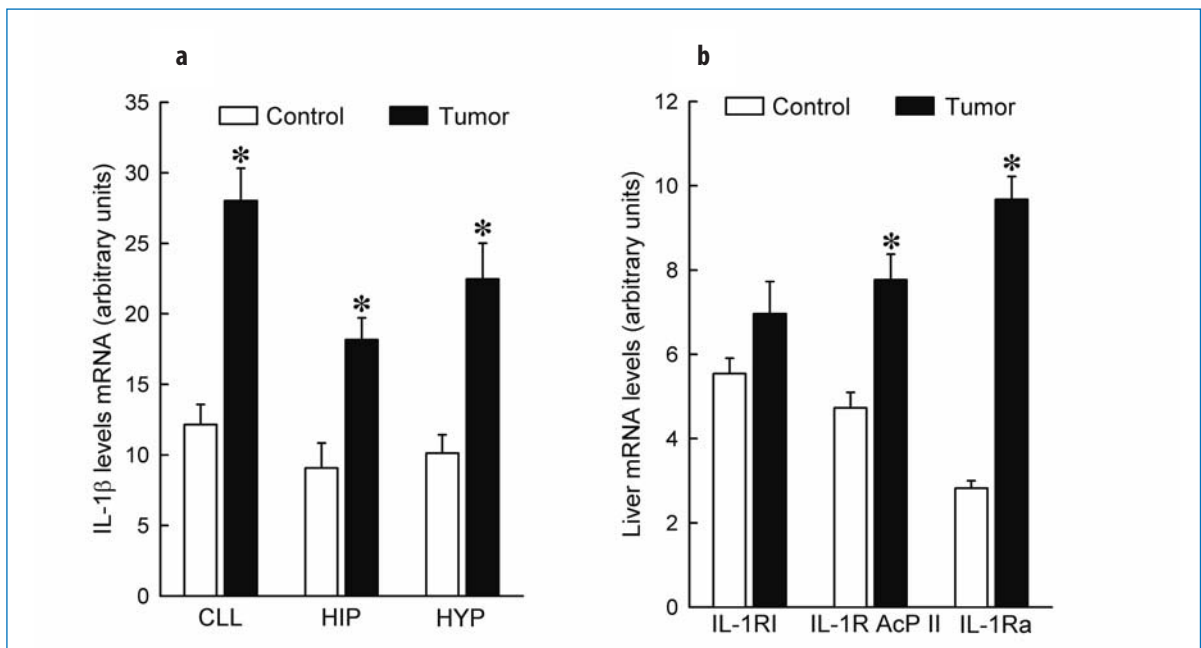 a
IL-1β levels mRNA (arbitrary units)
35
30
25
20
15
10
5
0
Control
Tumor
*
*
*
CLL
HIP
HYP
b
Liver mRNA levels (arbitrary units)
12
10
8
6
4
2
0
Control
Tumor
*
*
IL-1RI
IL-1R AcP II
IL-1Ra